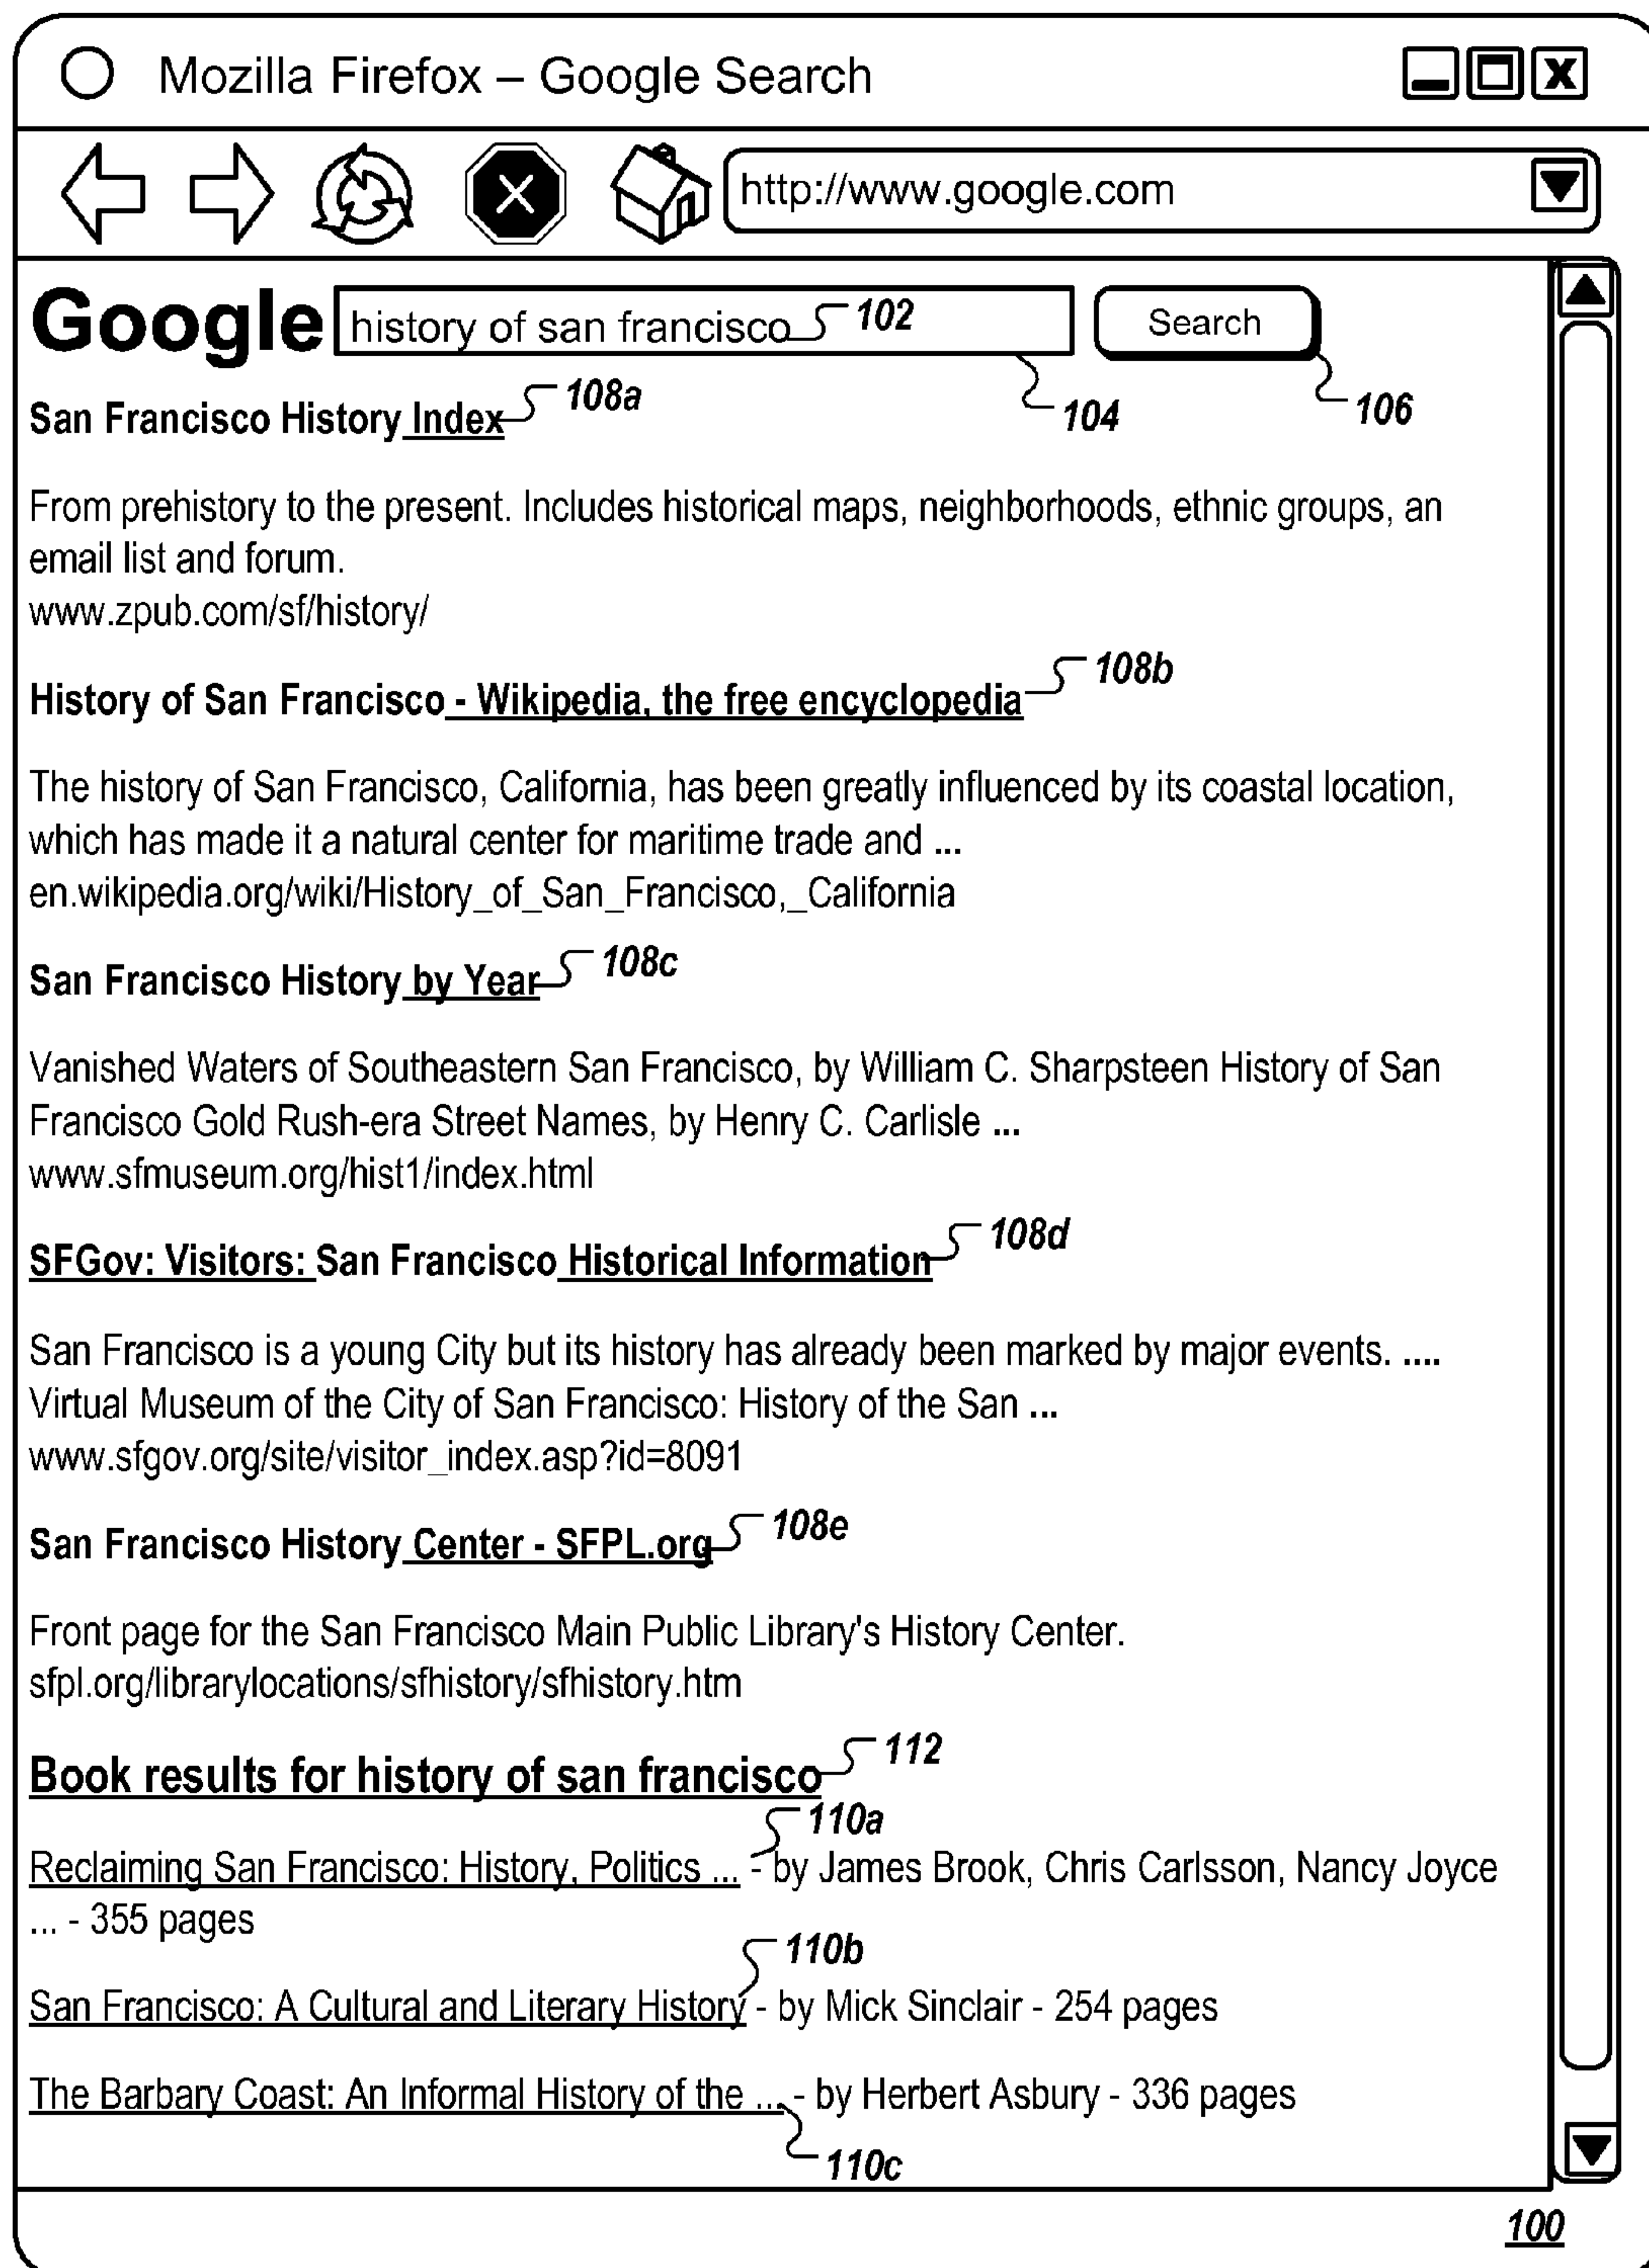 Mozilla Firefox – Google Search
X
http://www.google.com
Google history of san francisco 102 Search
104 106
San Francisco History Index 108a
From prehistory to the present. Includes historical maps, neighborhoods, ethnic groups, an
email list and forum.
www.zpub.com/sf/history/
History of San Francisco - Wikipedia, the free encyclopedia 108b
The history of San Francisco, California, has been greatly influenced by its coastal location,
which has made it a natural center for maritime trade and ...
en.wikipedia.org/wiki/History_of_San_Francisco,_California
San Francisco History by Year 108c
Vanished Waters of Southeastern San Francisco, by William C. Sharpsteen History of San
Francisco Gold Rush-era Street Names, by Henry C. Carlisle ...
www.sfmuseum.org/hist1/index.html
SFGov: Visitors: San Francisco Historical Information 108d
San Francisco is a young City but its history has already been marked by major events. ....
Virtual Museum of the City of San Francisco: History of the San ...
www.sfgov.org/site/visitor_index.asp?id=8091
San Francisco History Center - SFPL.org 108e
Front page for the San Francisco Main Public Library's History Center.
sfpl.org/librarylocations/sfhistory/sfhistory.htm
Book results for history of san francisco 112
110a
Reclaiming San Francisco: History, Politics ... - by James Brook, Chris Carlsson, Nancy Joyce
... - 355 pages
110b
San Francisco: A Cultural and Literary History - by Mick Sinclair - 254 pages
The Barbary Coast: An Informal History of the ... - by Herbert Asbury - 336 pages
110c
100